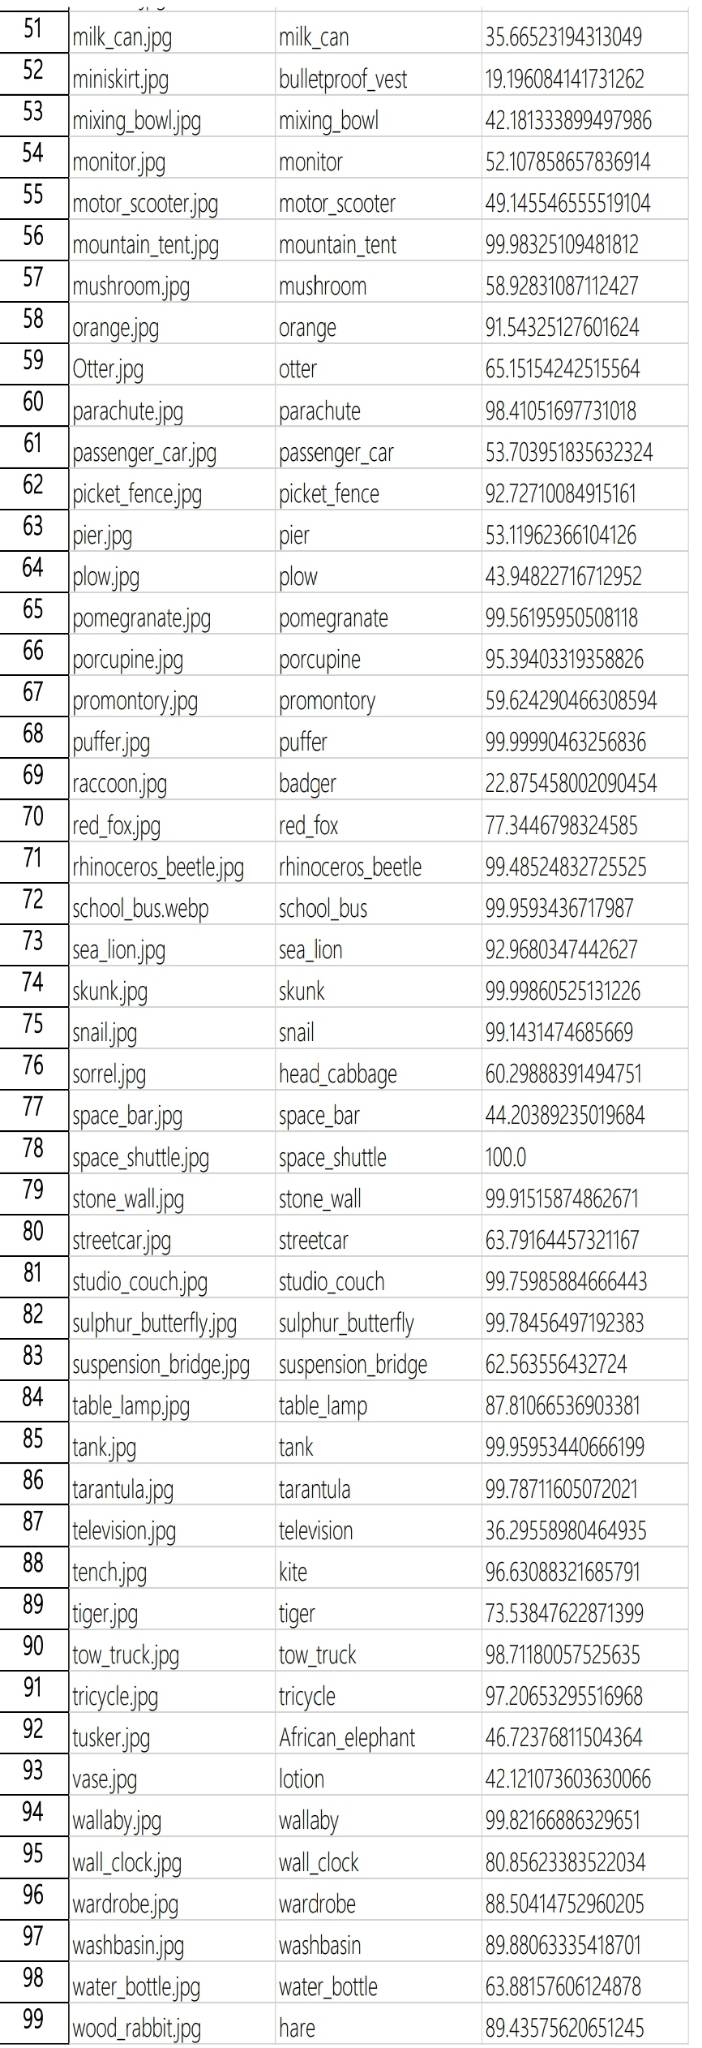 51 milk_can.jpg milk_can 35.66523194313049
52 miniskirt.jpg bulletproof_vest 19.196084141731262
53 mixing_bowl.jpg mixing_bowl 42.181333899497986
54 monitor.jpg monitor 52.107858657836914
55 motor_scooter.jpg motor_scooter 49.145546555519104
56 mountain_tent.jpg mountain_tent 99.98325109481812
57 mushroom.jpg mushroom 58.92831087112427
58 orange.jpg orange 91.54325127601624
59 Otter.jpg otter 65.15154242515564
60 parachute.jpg parachute 98.41051697731018
61 passenger_car.jpg passenger_car 53.703951835632324
62 picket_fence.jpg picket_fence 92.72710084915161
63 pier.jpg pier 53.11962366104126
64 plow.jpg plow 43.94822716712952
65 pomegranate.jpg pomegranate 99.56195950508118
66 porcupine.jpg porcupine 95.39403319358826
67 promontory.jpg promontory 59.624290466308594
68 puffer.jpg puffer 99.99990463256836
69 raccoon.jpg badger 22.875458002090454
70 red_fox.jpg red_fox 77.3446798324585
71 rhinoceros_beetle.jpg rhinoceros_beetle 99.48524832725525
72 school_bus.webp school_bus 99.9593436717987
73 sea_lion.jpg sea_lion 92.9680347442627
74 skunk.jpg skunk 99.99860525131226
75 snail.jpg snail 99.1431474685669
76 sorrel.jpg head_cabbage 60.29888391494751
77 space_bar.jpg space_bar 44.20389235019684
78 space_shuttle.jpg space_shuttle 100.0
79 stone_wall.jpg stone_wall 99.91515874862671
80 streetcar.jpg streetcar 63.79164457321167
81 studio_couch.jpg studio_couch 99.75985884666443
82 sulphur_butterfly.jpg sulphur_butterfly 99.78456497192383
83 suspension_bridge.jpg suspension_bridge 62.563556432724
84 table_lamp.jpg table_lamp 87.81066536903381
85 tank.jpg tank 99.95953440666199
86 tarantula.jpg tarantula 99.78711605072021
87 television.jpg television 36.29558980464935
88 tench.jpg kite 96.63088321685791
89 tiger.jpg tiger 73.53847622871399
90 tow_truck.jpg tow_truck 98.71180057525635
91 tricycle.jpg tricycle 97.20653295516968
92 tusker.jpg African_elephant 46.72376811504364
93 vase.jpg lotion 42.121073603630066
94 wallaby.jpg wallaby 99.82166886329651
95 wall_clock.jpg wall_clock 80.85623383522034
96 wardrobe.jpg wardrobe 88.50414752960205
97 washbasin.jpg washbasin 89.88063335418701
98 water_bottle.jpg water_bottle 63.88157606124878
99 wood_rabbit.jpg hare 89.43575620651245